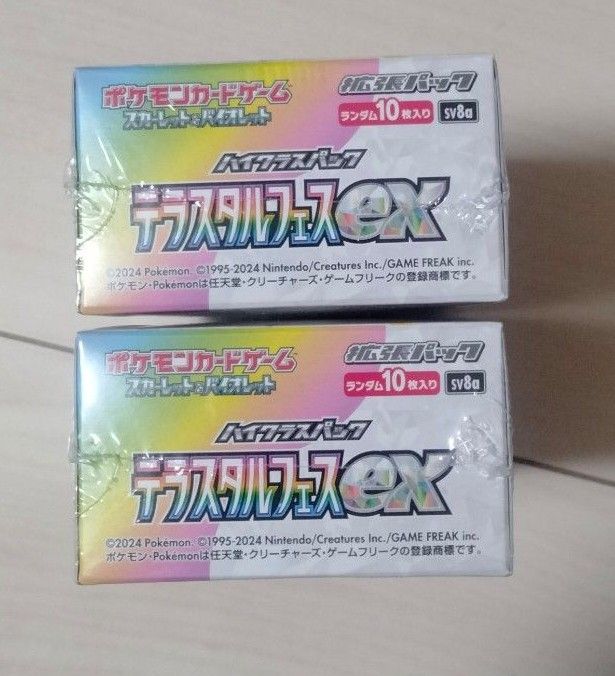 ポケモンカードゲーム
スカーレット&バイオレット
拡張パック
ランダム10枚入り SV8a
ハイクラスパック
テラスタルフェスex
©2024 Pokémon. ©1995-2024 Nintendo/Creatures Inc./GAME FREAK inc.
ポケモン・Pokémonは任天堂・クリーチャーズ・ゲームフリークの登録商標です。
ポケモンカードゲーム
スカーレット&バイオレット
拡張パック
ランダム10枚入り SV8a
ハイクラスパック
テラスタルフェスex
©2024 Pokémon. ©1995-2024 Nintendo/Creatures Inc./GAME FREAK inc.
ポケモン・Pokémonは任天堂・クリーチャーズ・ゲームフリークの登録商標です。